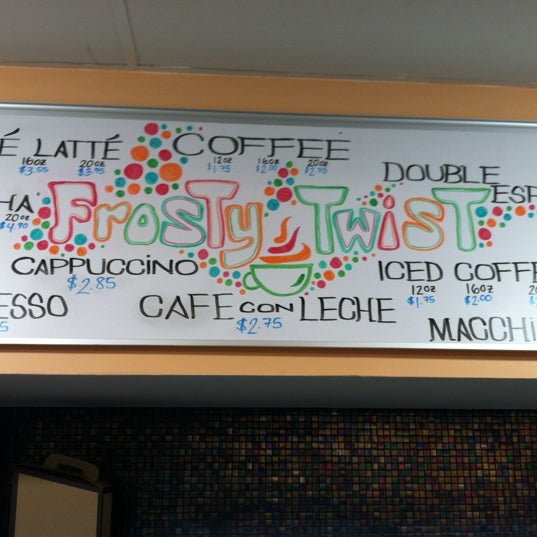 É LATTÉ
16oz 20oz
$3.55 $3.95
COFFEE
12oz 16oz 20oz
$1.75 $2.00 $2.75
DOUBLE
ESP
HA
20oz
$4.90
FrosTy TwisT
CAPPUCCINO
$2.85
ICED COFFE
12oz 16oz 20
$1.75 $2.00
ESSO
5
CAFE CON LECHE
$2.75
MACCHI